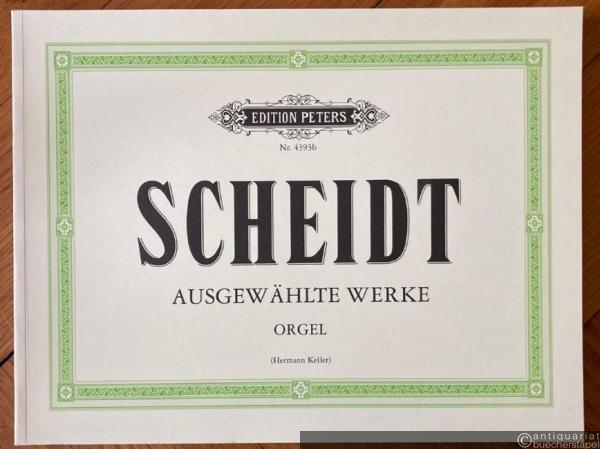 EDITION PETERS
Nr. 4393b
SCHEIDT
AUSGEWÄHLTE WERKE
ORGEL
(Hermann Keller)
©antiquariat
buecherstapel